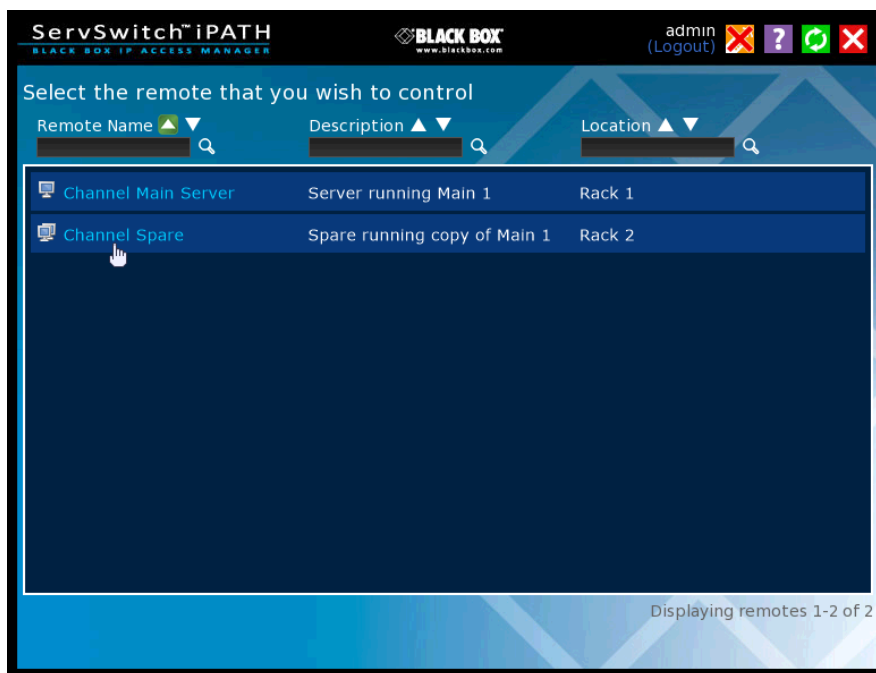 ServSwitch™iPATH
BLACK BOX IP ACCESS MANAGER
BLACK BOX®
www.blackbox.com
admin
(Logout)
?
Select the remote that you wish to control
Remote Name
Description
Location
Channel Main Server Server running Main 1 Rack 1
Channel Spare Spare running copy of Main 1 Rack 2
Displaying remotes 1-2 of 2